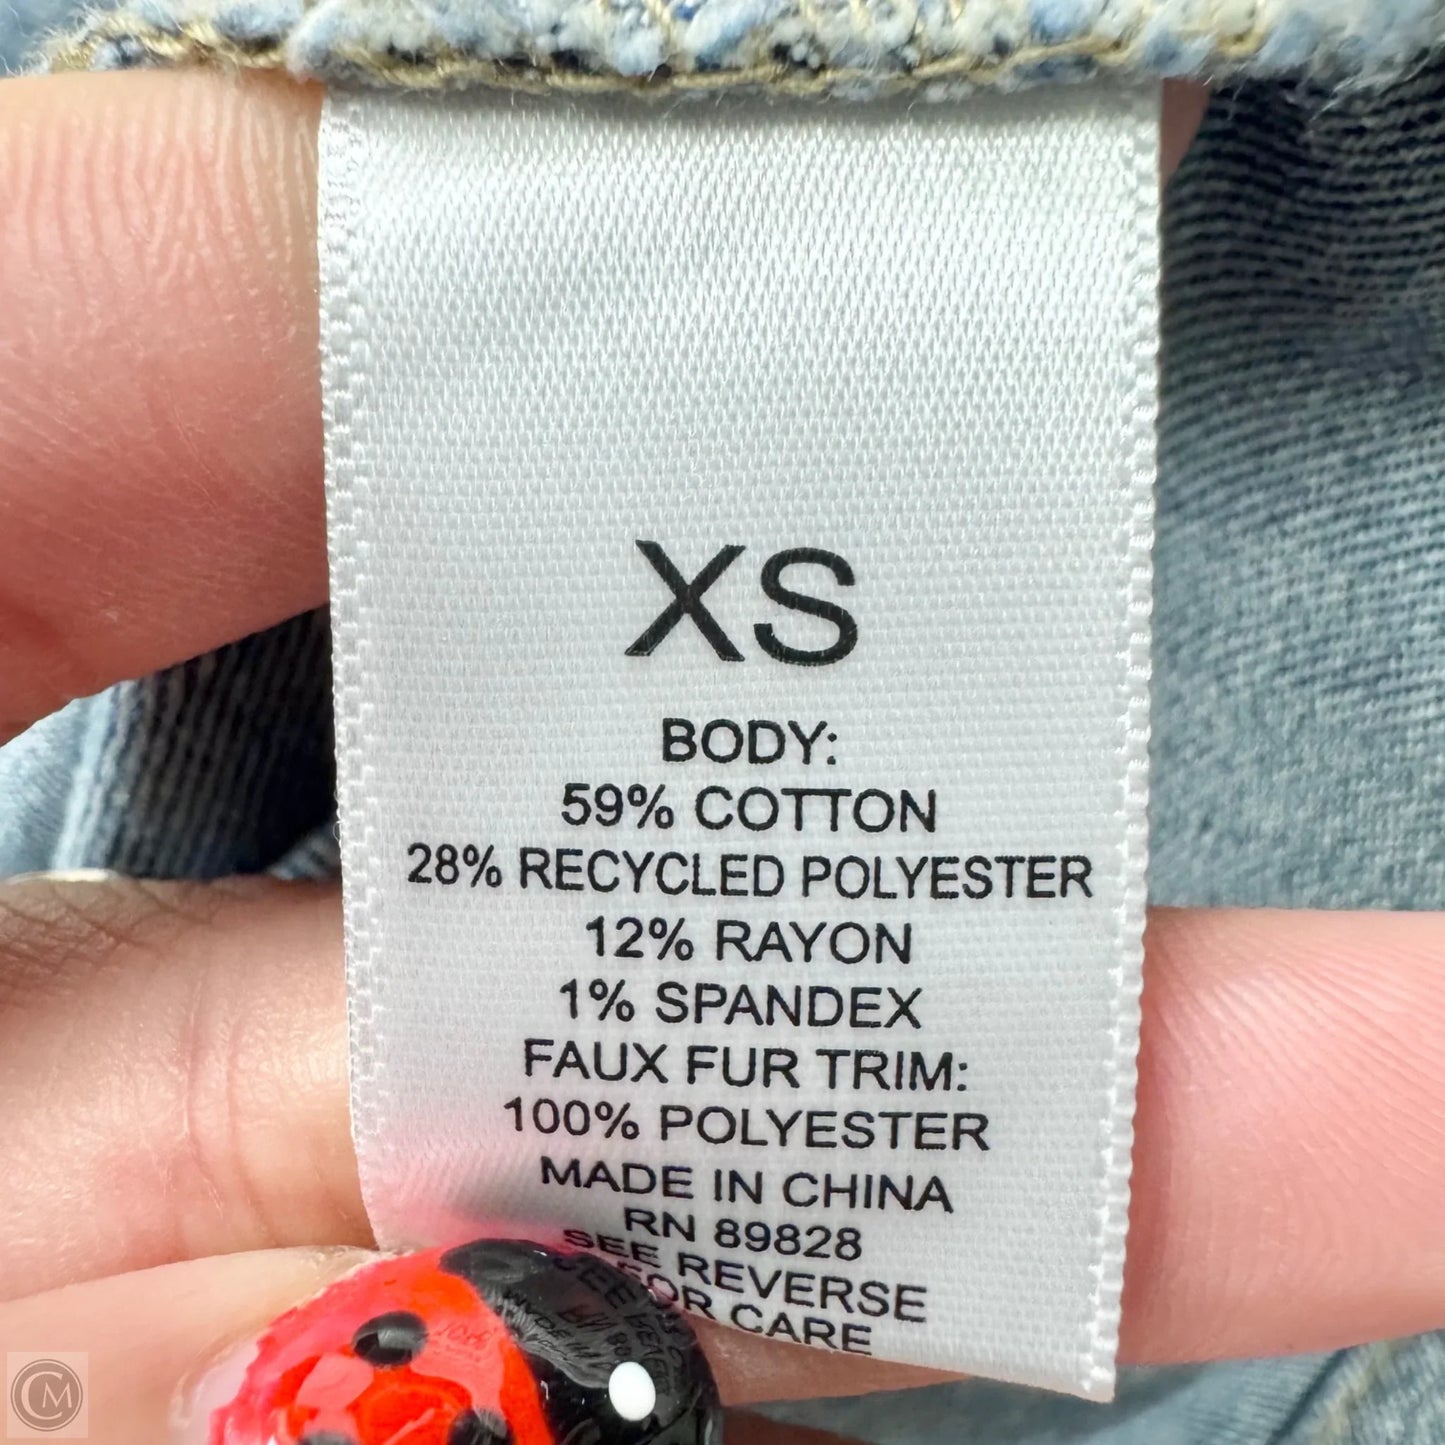 XS
BODY:
59% COTTON
28% RECYCLED POLYESTER
12% RAYON
1% SPANDEX
FAUX FUR TRIM:
100% POLYESTER
MADE IN CHINA
RN 89828
SEE REVERSE
FOR CARE
CM